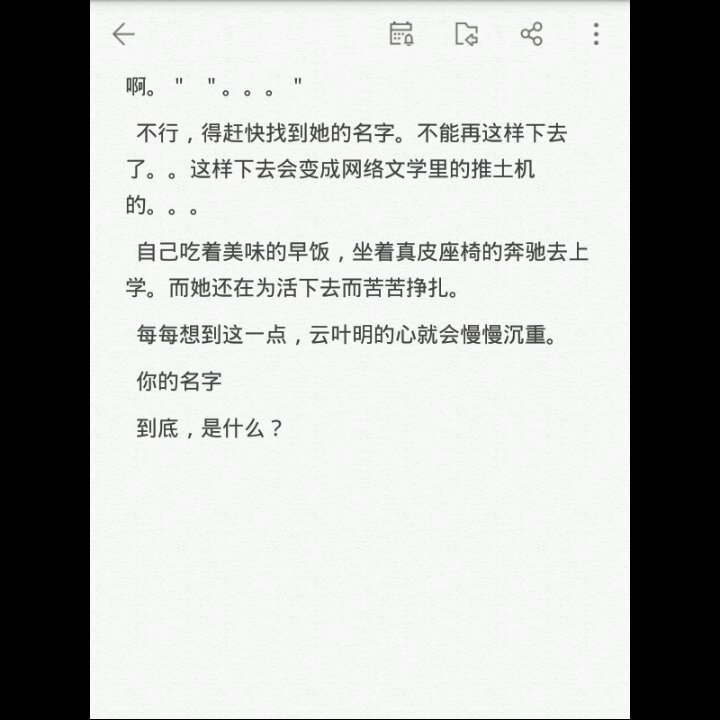 啊。＂ ＂。。。＂
不行，得赶快找到她的名字。不能再这样下去
了。。这样下去会变成网络文学里的推土机
的。。。
自己吃着美味的早饭，坐着真皮座椅的奔驰去上
学。而她还在为活下去而苦苦挣扎。
每每想到这一点，云叶明的心就会慢慢沉重。
你的名字
到底，是什么？